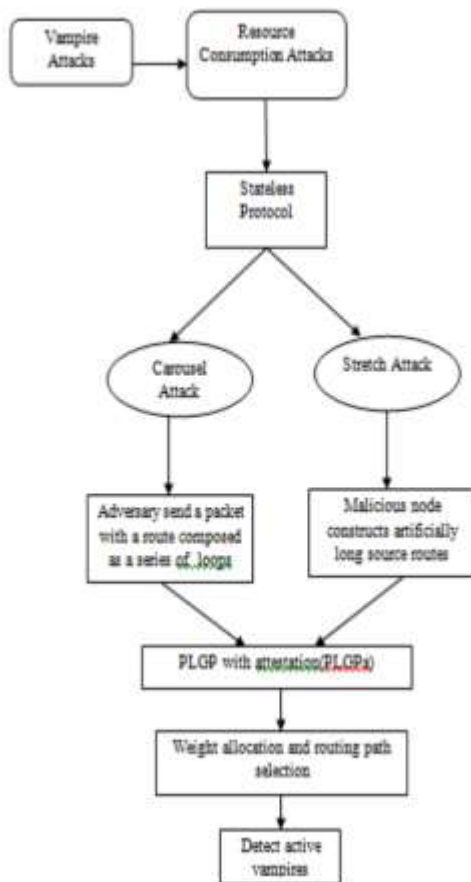 Vampire
Attacks
Resource
Consumption Attacks
Stateless
Protocol
Carousel
Attack
Stretch Attack
Adversary send a packet
with a route composed
as a series of loops
Malicious node
constructs artificially
long source routes
PLGP with attestation(PLGPa)
Weight allocation and routing path
selection
Detect active
vampires